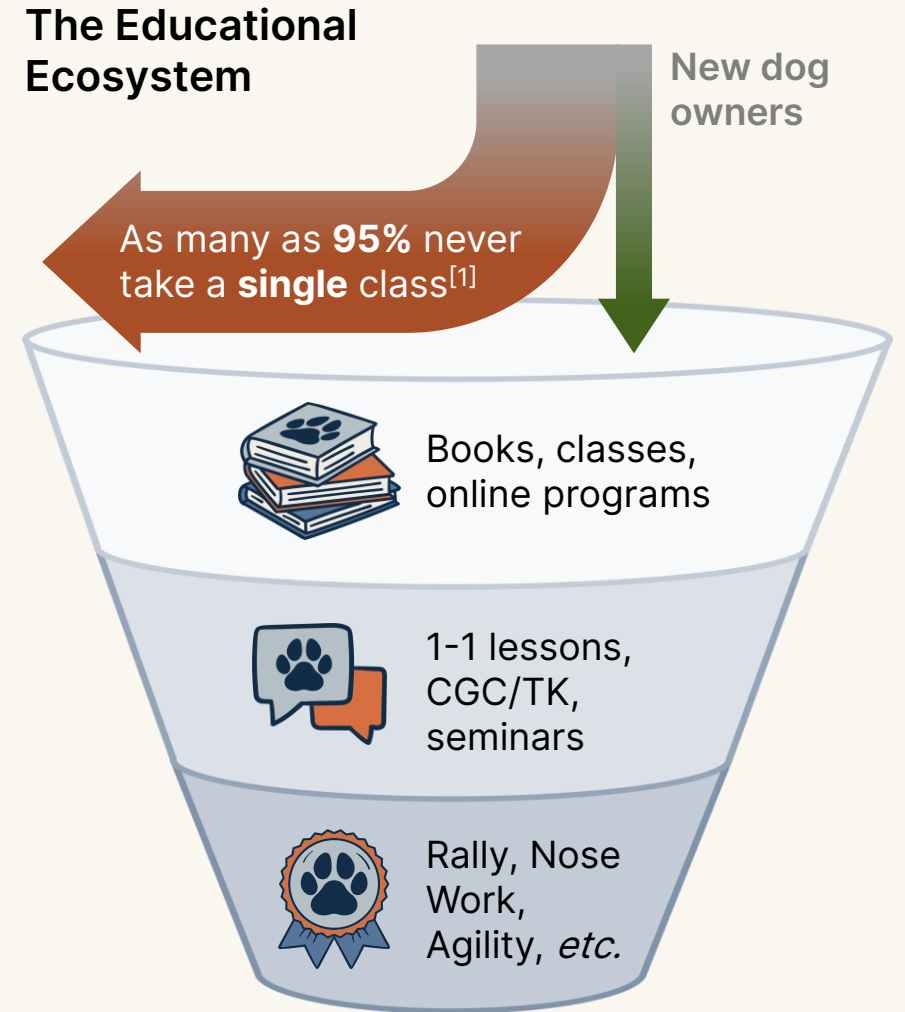 The Educational
Ecosystem
New dog
owners
As many as 95% never
take a single class[1]
Books, classes,
online programs
1-1 lessons,
CGC/TK,
seminars
Rally, Nose
Work,
Agility, etc.